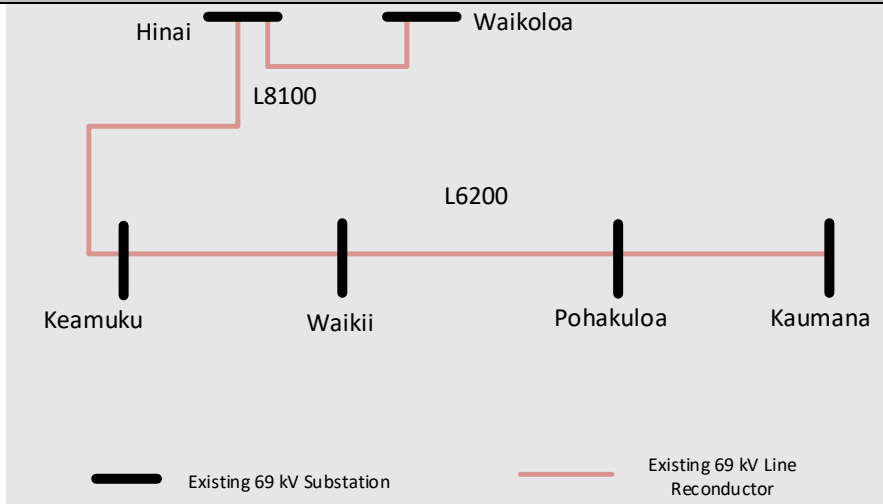 Hinai
Waikoloa
L8100
L6200
Keamuku
Waikii
Pohakuloa
Kaumana
Existing 69 kV Substation
Existing 69 kV Line
Reconductor